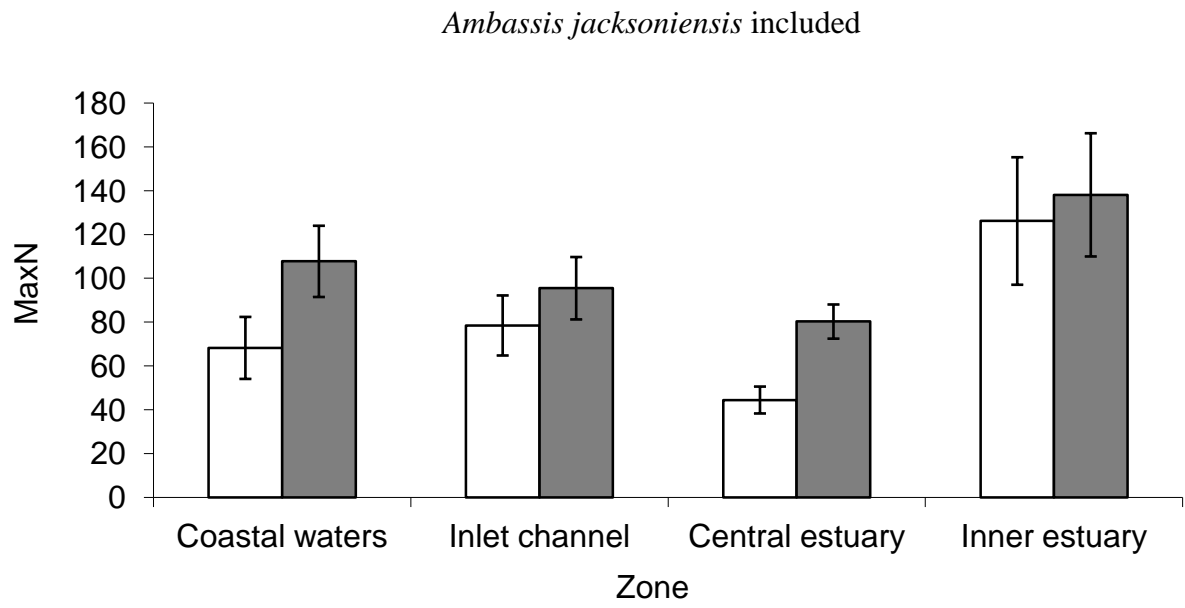 Ambassis jacksoniensis included
180
160
140
120
100
80
60
40
20
0
MaxN
Coastal waters Inlet channel Central estuary Inner estuary
Zone